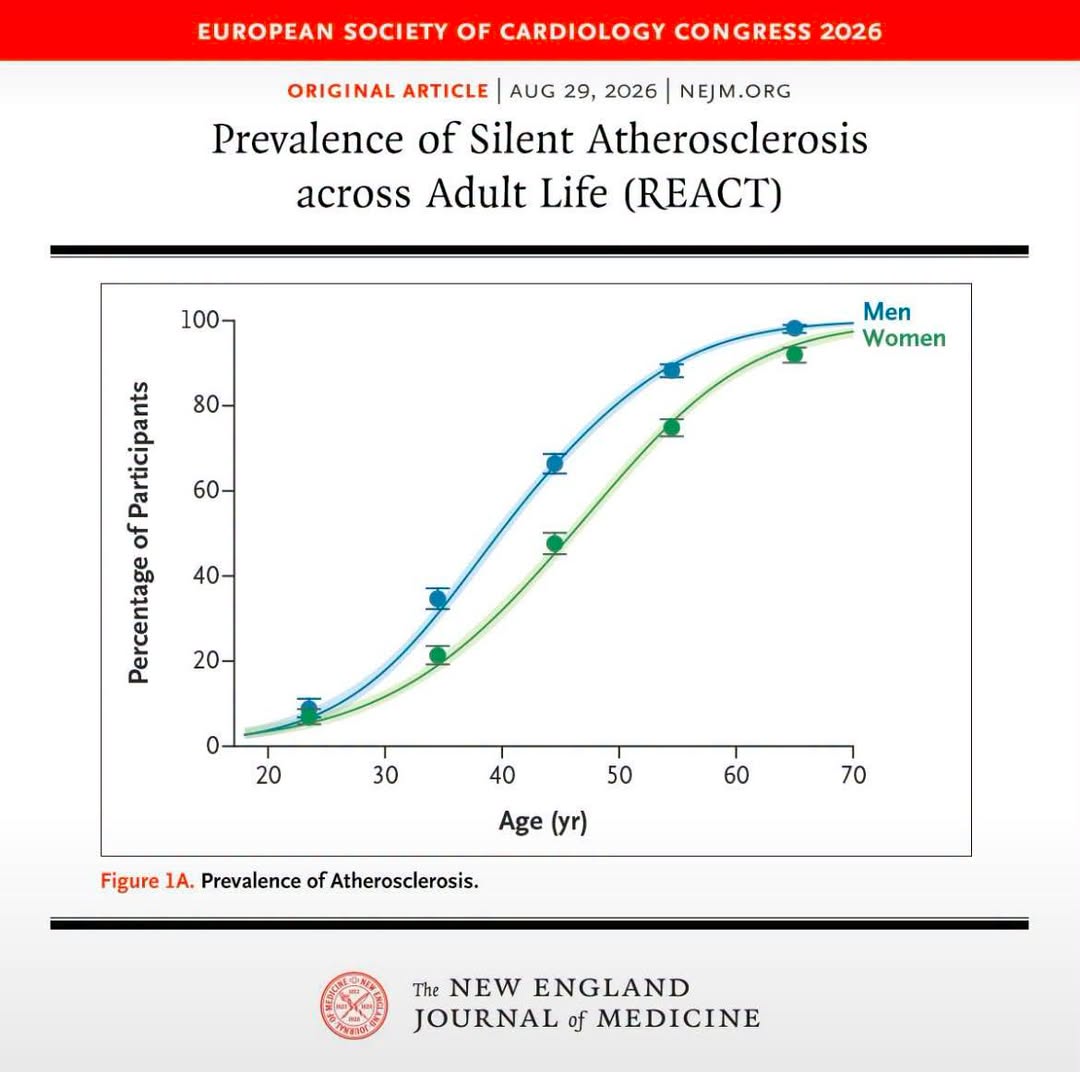 EUROPEAN SOCIETY OF CARDIOLOGY CONGRESS 2026
ORIGINAL ARTICLE | AUG 29, 2026 | NEJM.ORG
Prevalence of Silent Atherosclerosis
across Adult Life (REACT)
Men
Women
100
80
60
40
20
0
Percentage of Participants
20 30 40 50 60 70
Age (yr)
Figure 1A. Prevalence of Atherosclerosis.
The NEW ENGLAND
JOURNAL of MEDICINE